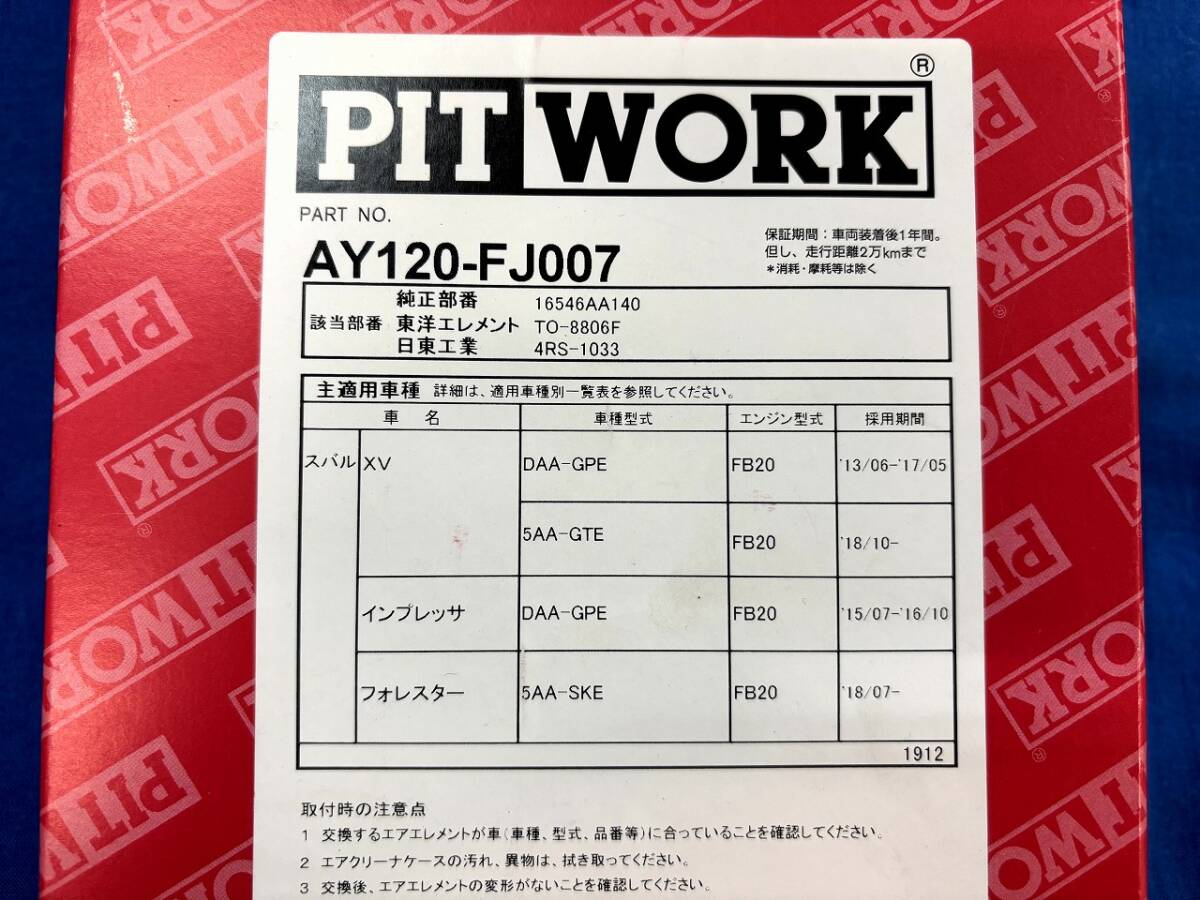 PIT WORK ®
PART NO.
AY120-FJ007
保証期間：車両装着後1年間。
但し、走行距離2万kmまで
＊消耗・摩耗等は除く
該当部番
純正部番 16546AA140
東洋エレメント TO-8806F
日東工業 4RS-1033
主適用車種 詳細は、適用車種別一覧表を参照してください。
車 名 車種型式 エンジン型式 採用期間
スバル XV DAA-GPE FB20 '13/06-'17/05
5AA-GTE FB20 '18/10-
インプレッサ DAA-GPE FB20 '15/07-'16/10
フォレスター 5AA-SKE FB20 '18/07-
1912
取付時の注意点
1 交換するエアエレメントが車（車種、型式、品番等）に合っていることを確認してください。
2 エアクリーナケースの汚れ、異物は、拭き取ってください。
3 交換後、エアエレメントの変形がないことを確認してください。